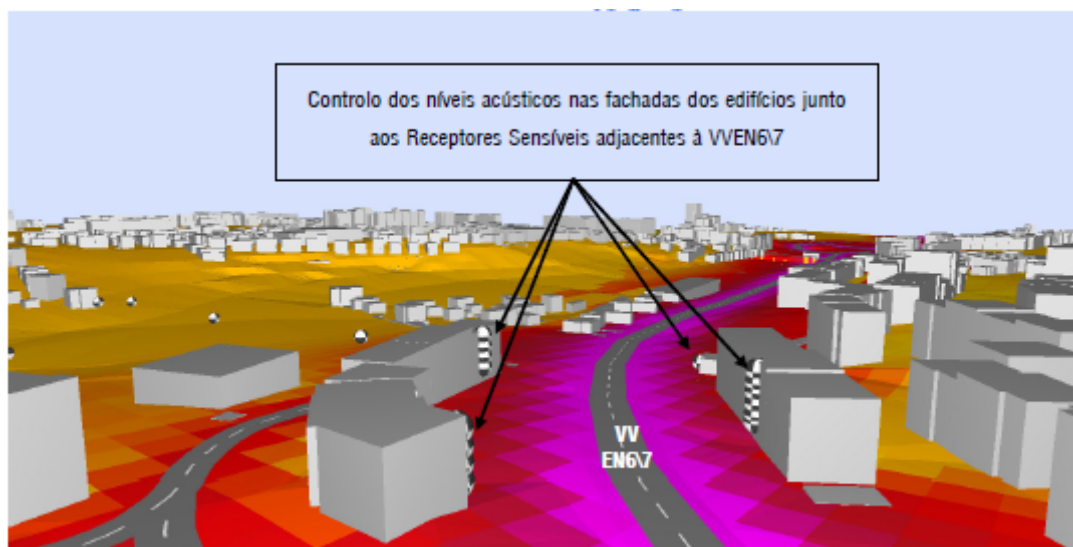 Controlo dos níveis acústicos nas fachadas dos edifícios junto
aos Receptores Sensíveis adjacentes à VVEN6\7
VV
EN6\7